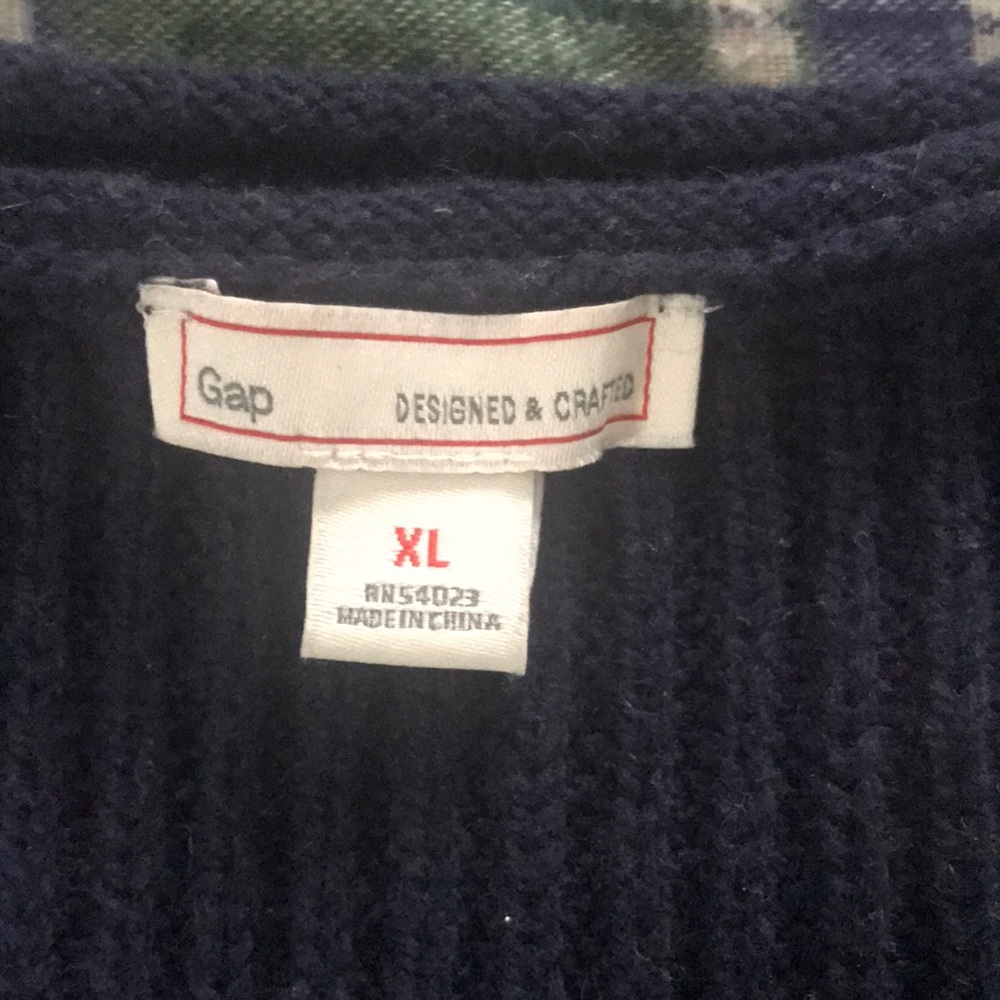 Gap DESIGNED & CRAFTED
XL
RN54023
MADE IN CHINA